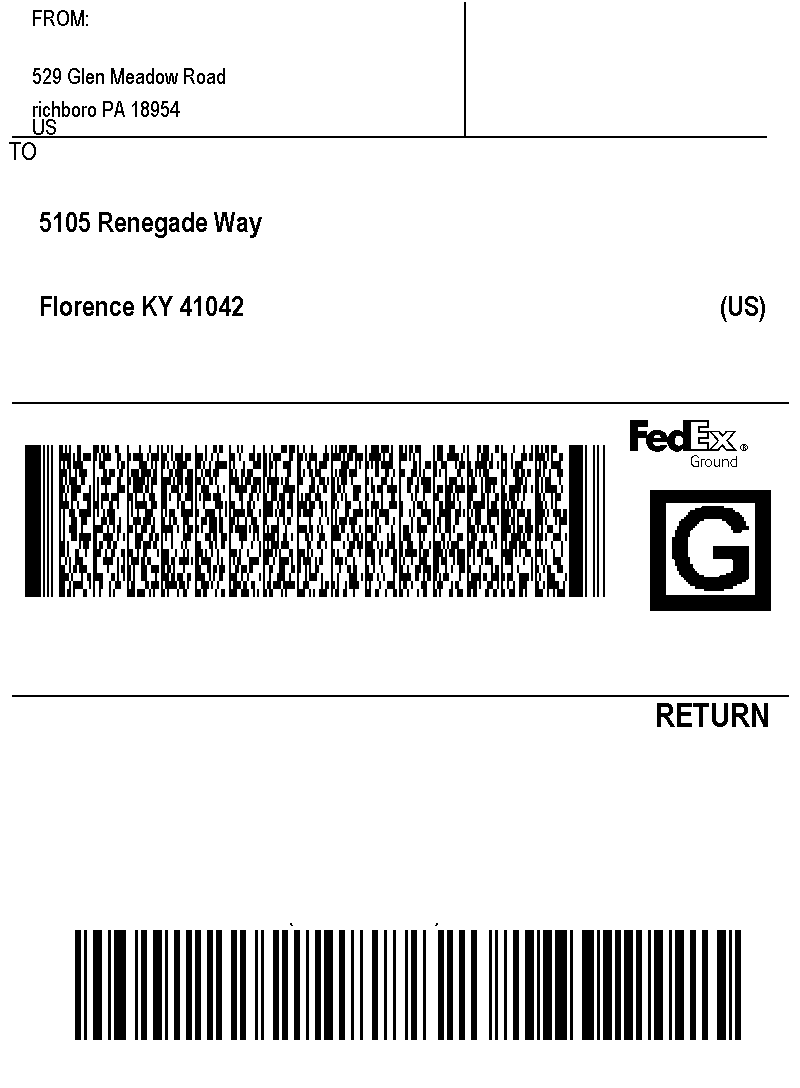 FROM:
529 Glen Meadow Road
richboro PA 18954
US
TO
5105 Renegade Way
Florence KY 41042 (US)
FedEx®
Ground
G
RETURN